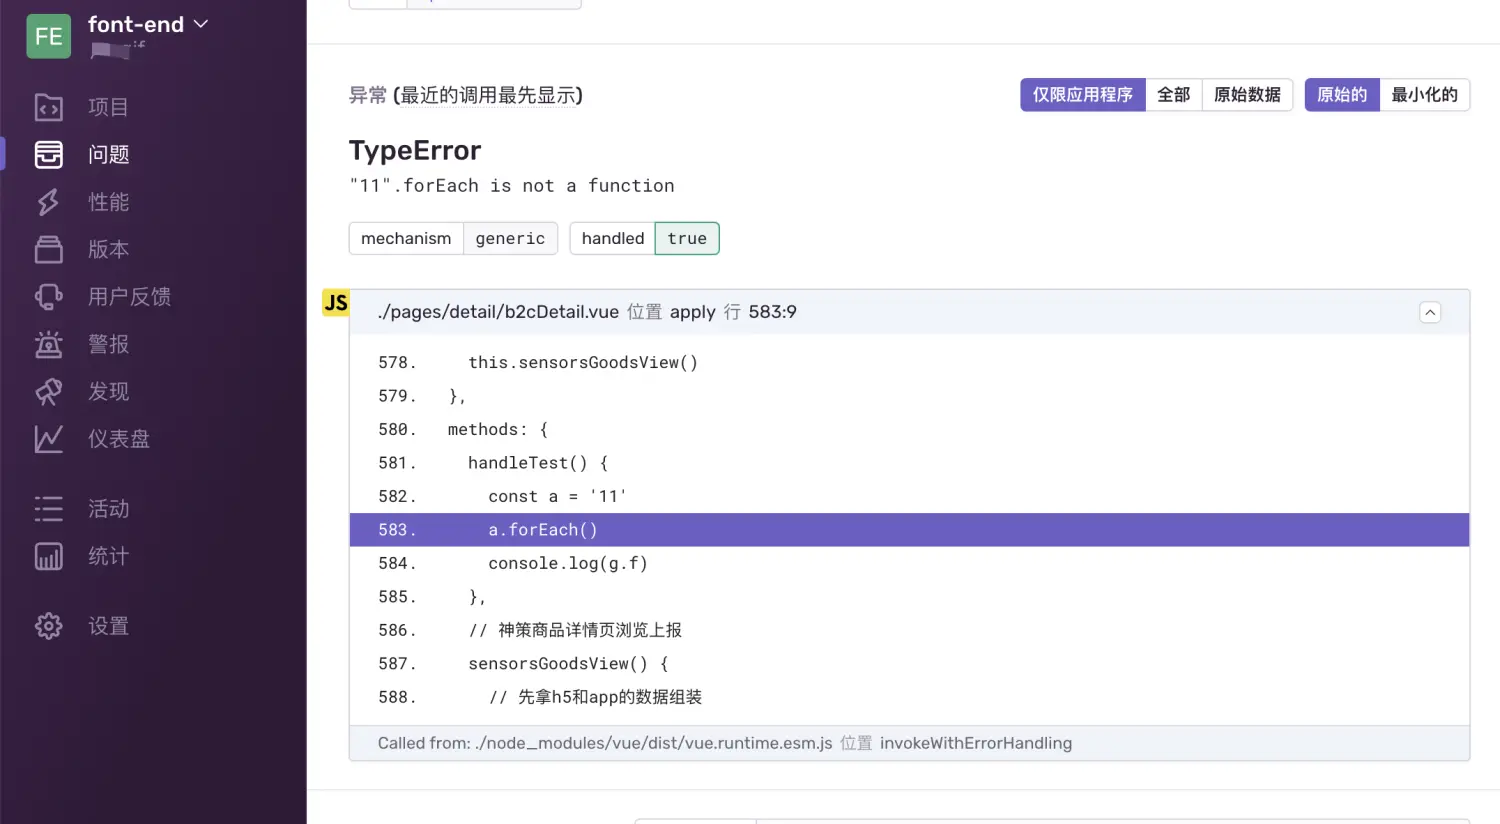 FE
font-end
项目
问题
性能
版本
用户反馈
警报
发现
仪表盘
活动
统计
设置
异常 (最近的调用最先显示)
仅限应用程序 全部 原始数据 原始的 最小化的
TypeError
"11".forEach is not a function
mechanism generic handled true
JS
./pages/detail/b2cDetail.vue 位置 apply 行 583:9
578. this.sensorsGoodsView()
579. },
580. methods: {
581. handleTest() {
582. const a = '11'
583. a.forEach()
584. console.log(g.f)
585. },
586. // 神策商品详情页浏览上报
587. sensorsGoodsView() {
588. // 先拿h5和app的数据组装
Called from: ./node_modules/vue/dist/vue.runtime.esm.js 位置 invokeWithErrorHandling